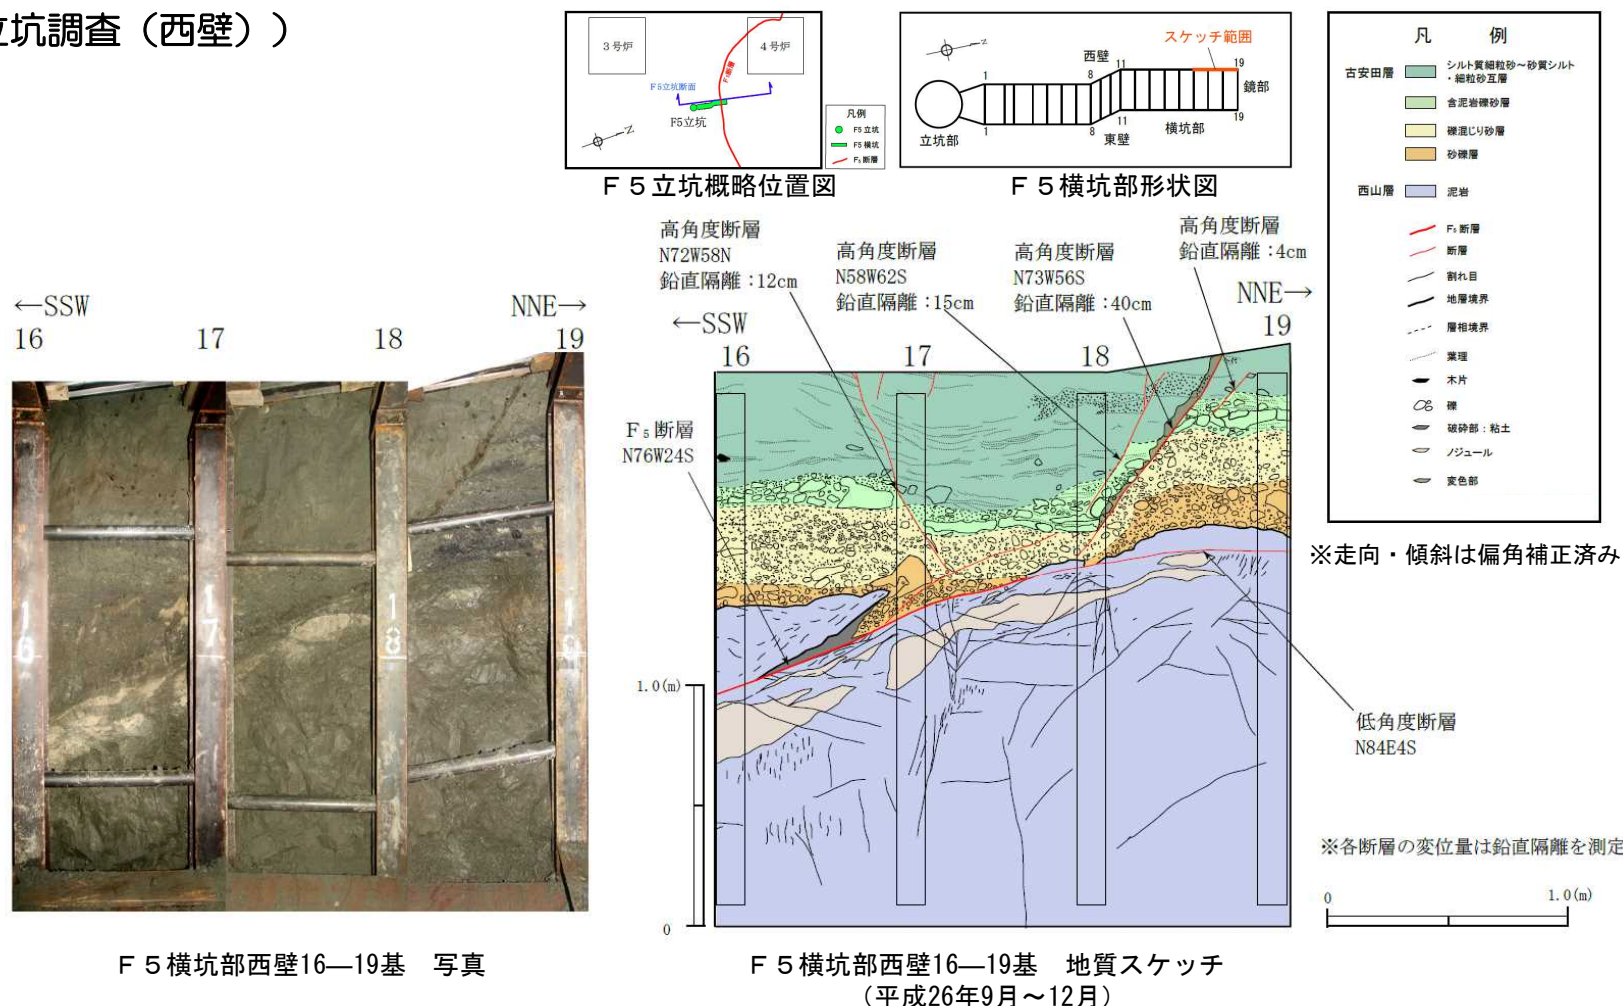 立坑調査（西壁））
3号炉
4号炉
F₅断層
F5立坑断面
F5立坑
N
凡例
F5 立坑
F5 横坑
F₅ 断層
F5立坑概略位置図
N
スケッチ範囲
西壁
1
8
11
19
鏡部
立坑部
1
8
11
19
東壁
横坑部
F5横坑部形状図
凡 例
古安田層
シルト質細粒砂～砂質シルト
・細粒砂互層
含泥岩礫砂層
礫混じり砂層
砂礫層
西山層
泥岩
F₅ 断層
断層
割れ目
地層境界
層相境界
葉理
木片
礫
破砕部：粘土
ノジュール
変色部
※走向・傾斜は偏角補正済み
←SSW
NNE→
16
17
18
19
16
17
18
19
F5横坑部西壁16―19基 写真
高角度断層
N72W58N
鉛直隔離：12cm
高角度断層
N58W62S
鉛直隔離：15cm
高角度断層
N73W56S
鉛直隔離：40cm
高角度断層
鉛直隔離：4cm
←SSW
NNE→
16
17
18
19
F₅ 断層
N76W24S
低角度断層
N84E4S
1.0(m)
0
※各断層の変位量は鉛直隔離を測定
0
1.0(m)
F5横坑部西壁16―19基 地質スケッチ
（平成26年9月～12月）